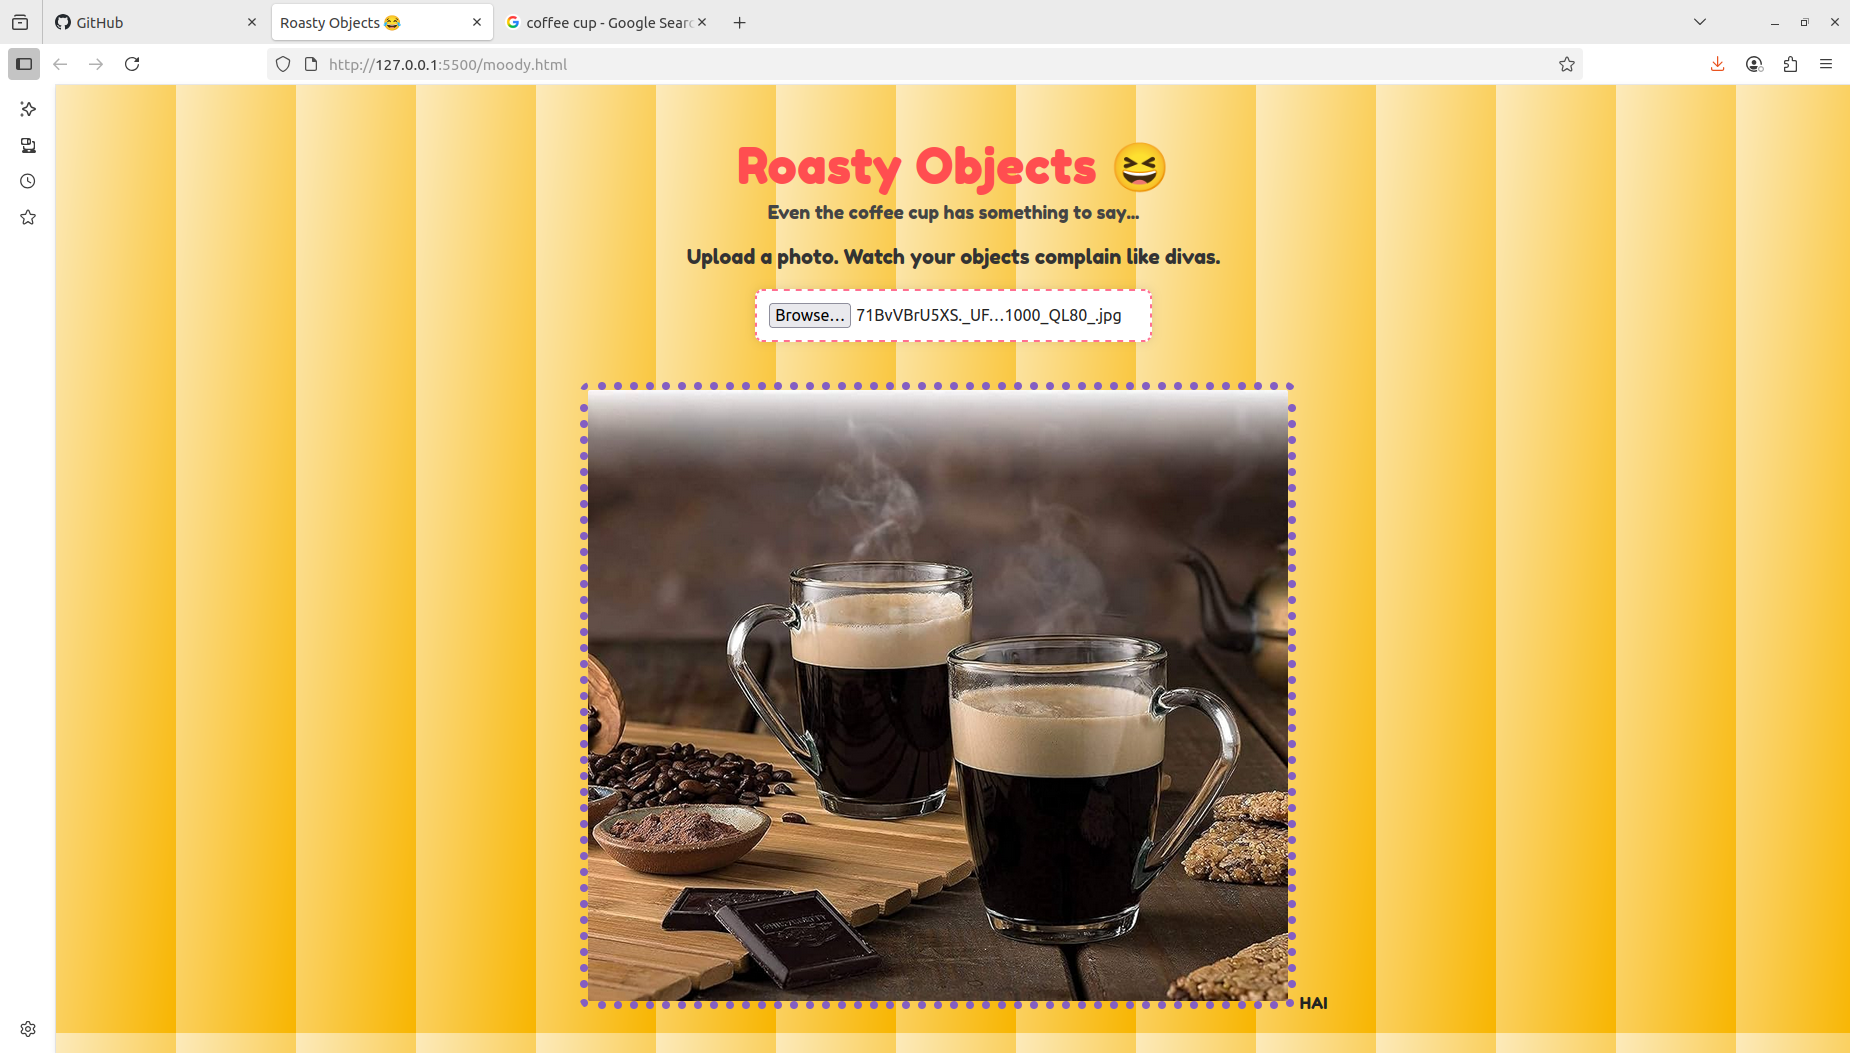 GitHub
Roasty Objects 😂
coffee cup - Google Sear
http://127.0.0.1:5500/moody.html
Roasty Objects 😆
Even the coffee cup has something to say...
Upload a photo. Watch your objects complain like divas.
Browse... 71BvVBrU5XS._UF...1000_QL80_.jpg
HAI